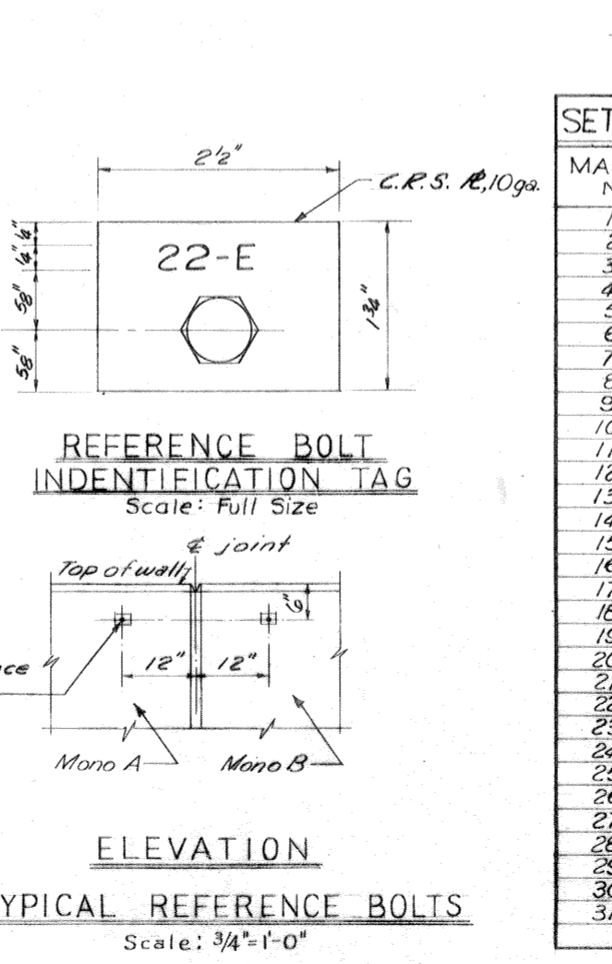 2½"
C.R.S. ℞,10ga.
¼"
¼"
22-E
⅝"
⅝"
1¾"
REFERENCE BOLT
INDENTIFICATION TAG
Scale: Full Size
℄ joint
Top of wall
6"
12" 12"
Mono A Mono B
ELEVATION
YPICAL REFERENCE BOLTS
Scale: 3/4"=1'-0"
SET
MA
N
1
2
3
4
5
6
7
8
9
10
11
12
13
14
15
16
17
18
19
20
21
22
23
24
25
26
27
28
29
30
31